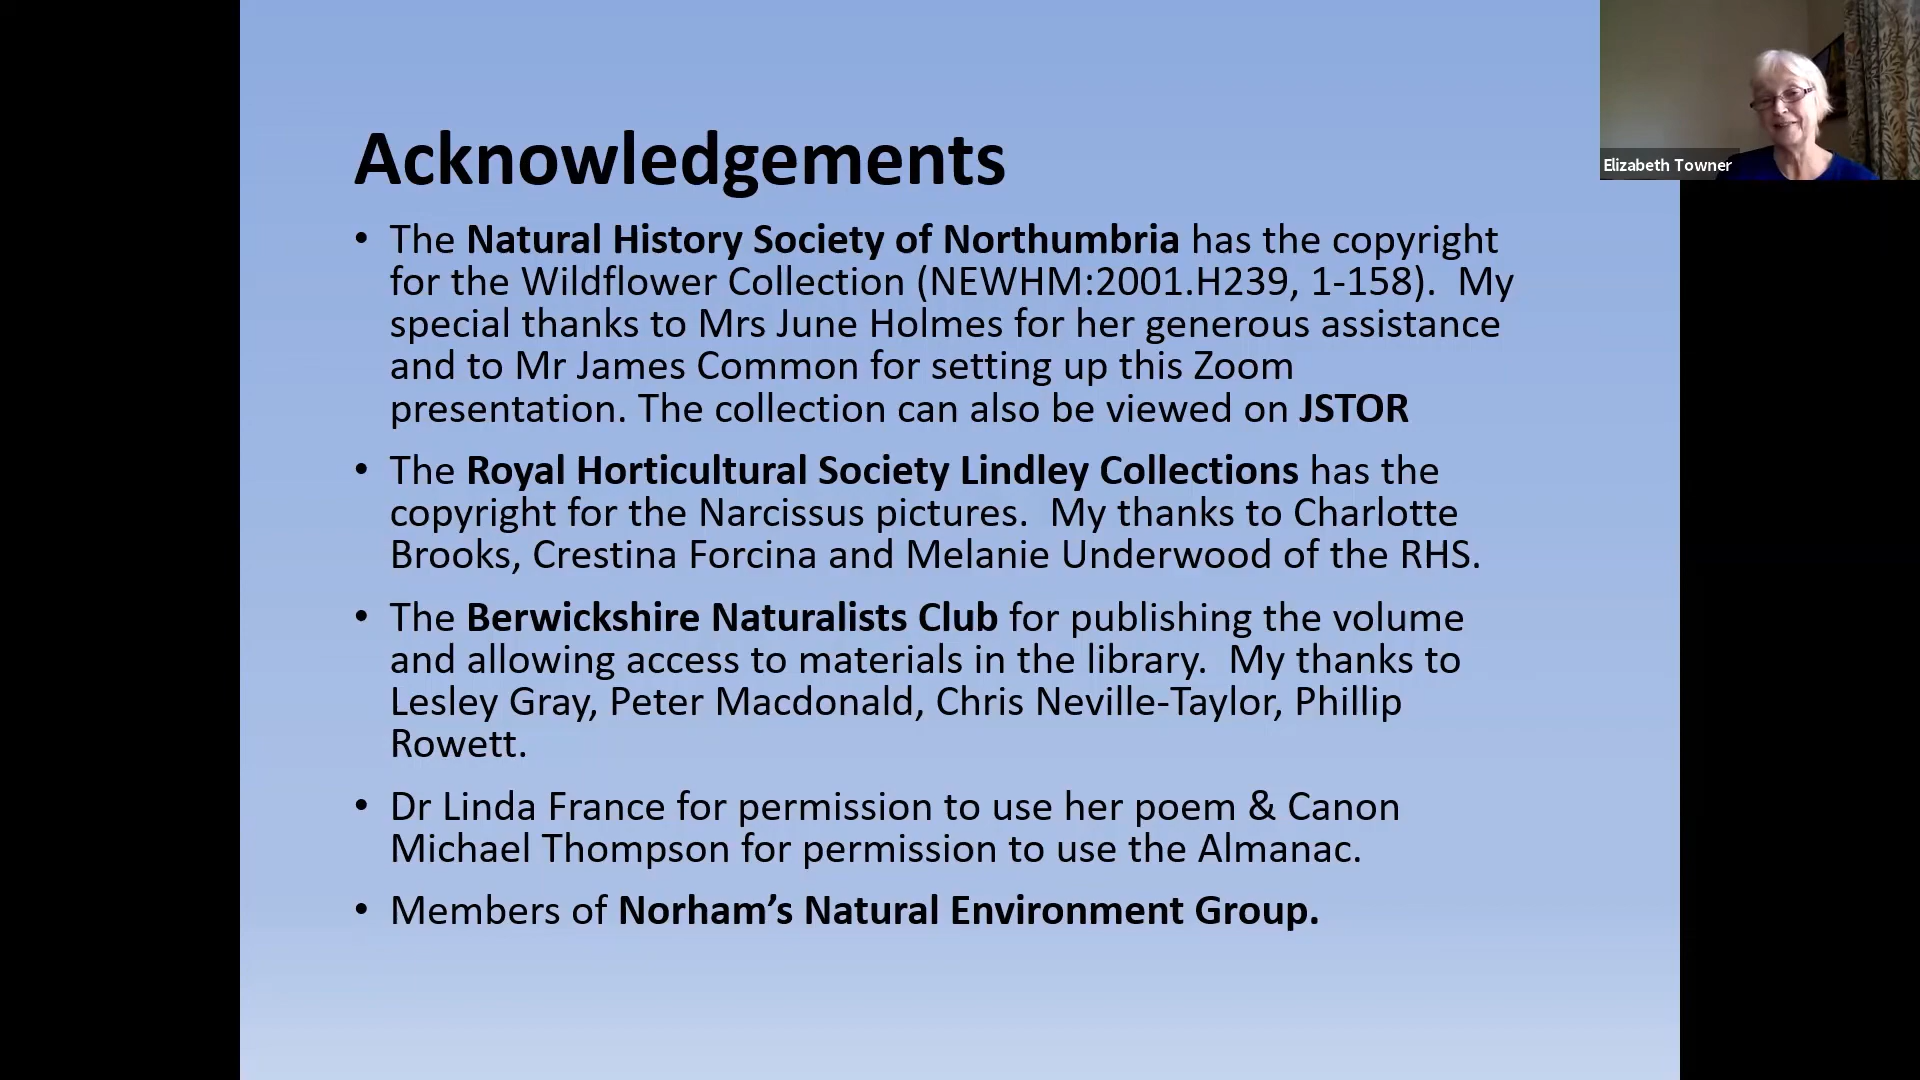 Acknowledgements
• The Natural History Society of Northumbria has the copyright
for the Wildflower Collection (NEWHM:2001.H239, 1-158).  My
special thanks to Mrs June Holmes for her generous assistance
and to Mr James Common for setting up this Zoom
presentation. The collection can also be viewed on JSTOR
• The Royal Horticultural Society Lindley Collections has the
copyright for the Narcissus pictures.  My thanks to Charlotte
Brooks, Crestina Forcina and Melanie Underwood of the RHS.
• The Berwickshire Naturalists Club for publishing the volume
and allowing access to materials in the library.  My thanks to
Lesley Gray, Peter Macdonald, Chris Neville-Taylor, Phillip
Rowett.
• Dr Linda France for permission to use her poem & Canon
Michael Thompson for permission to use the Almanac.
• Members of Norham’s Natural Environment Group.
Elizabeth Towner